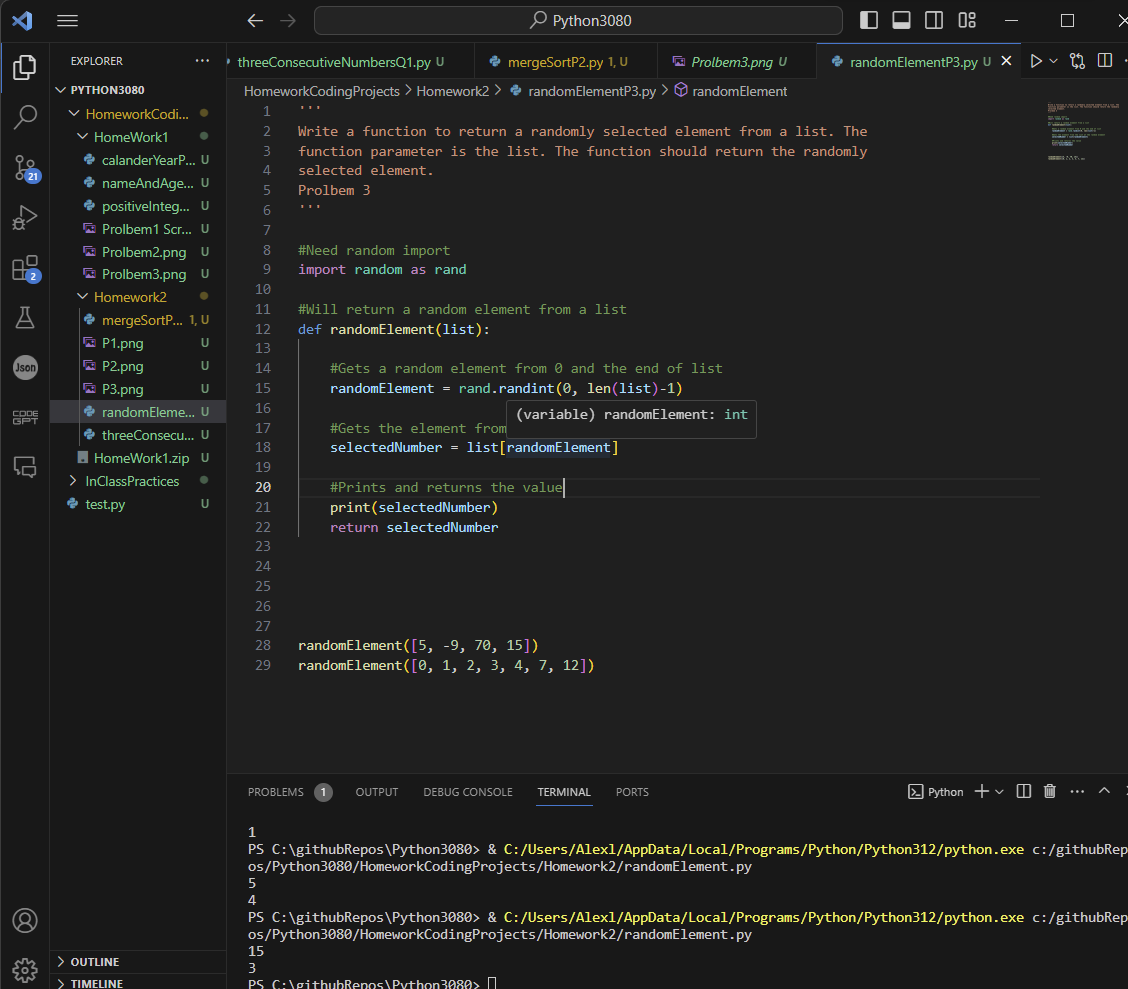 Python3080
EXPLORER
PYTHON3080
HomeworkCodi...
HomeWork1
calanderYearP... U
nameAndAge... U
positiveInteg... U
Prolbem1 Scr... U
Prolbem2.png U
Prolbem3.png U
Homework2
mergeSortP... 1, U
P1.png U
P2.png U
P3.png U
randomEleme... U
threeConsecu... U
HomeWork1.zip U
InClassPractices
test.py U
OUTLINE
TIMELINE
21
2
Json
CODE
GPT
threeConsecutiveNumbersQ1.py U
mergeSortP2.py 1, U
Prolbem3.png U
randomElementP3.py U
HomeworkCodingProjects > Homework2 > randomElementP3.py > randomElement
1 '''
2 Write a function to return a randomly selected element from a list. The
3 function parameter is the list. The function should return the randomly
4 selected element.
5 Prolbem 3
6 '''
7
8 #Need random import
9 import random as rand
10
11 #Will return a random element from a list
12 def randomElement(list):
13
14 #Gets a random element from 0 and the end of list
15 randomElement = rand.randint(0, len(list)-1)
16
(variable) randomElement: int
17 #Gets the element from
18 selectedNumber = list[randomElement]
19
20 #Prints and returns the value
21 print(selectedNumber)
22 return selectedNumber
23
24
25
26
27
28 randomElement([5, -9, 70, 15])
29 randomElement([0, 1, 2, 3, 4, 7, 12])
PROBLEMS 1 OUTPUT DEBUG CONSOLE TERMINAL PORTS
Python
1
PS C:\githubRepos\Python3080> & C:/Users/Alexl/AppData/Local/Programs/Python/Python312/python.exe c:/githubRep
os/Python3080/HomeworkCodingProjects/Homework2/randomElement.py
5
4
PS C:\githubRepos\Python3080> & C:/Users/Alexl/AppData/Local/Programs/Python/Python312/python.exe c:/githubRep
os/Python3080/HomeworkCodingProjects/Homework2/randomElement.py
15
3
PS C:\githubRepos\Python3080>